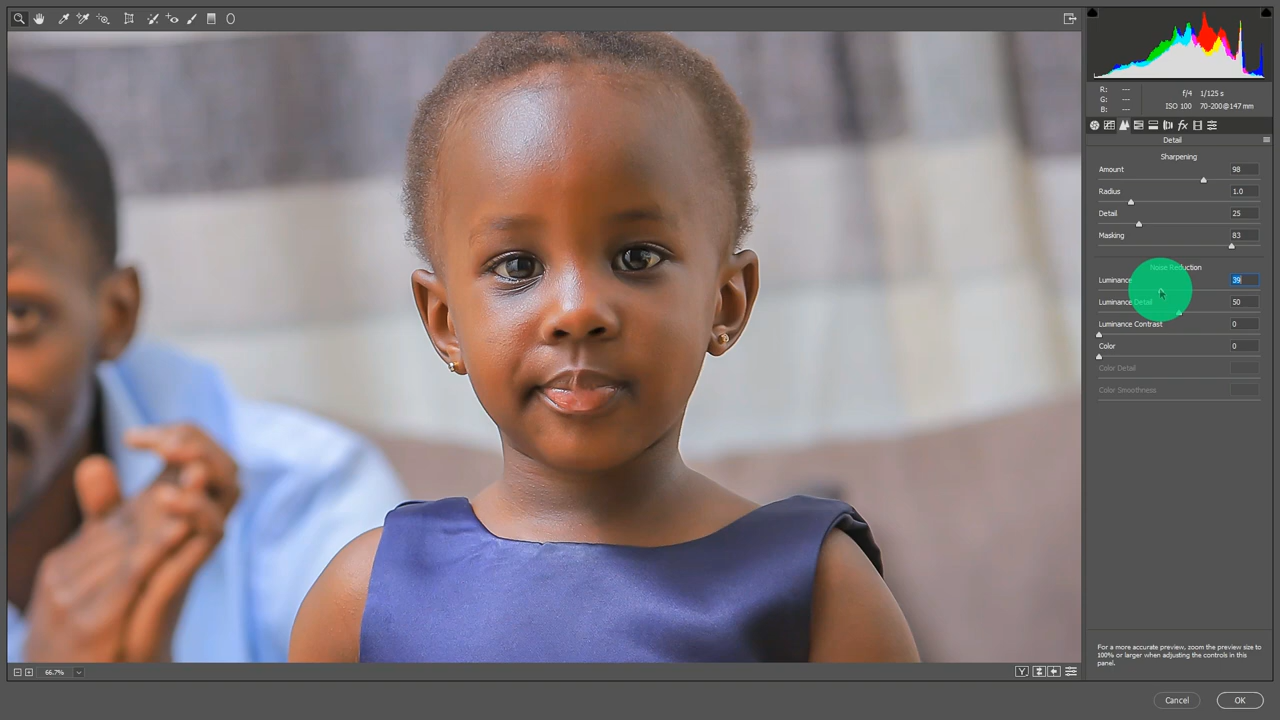 R: ---
G: ---
B: ---
f/4 1/125 s
ISO 100 70-200@147 mm
fx
Detail
Sharpening
Amount 98
Radius 1.0
Detail 25
Masking 83
Noise Reduction
Luminance 39
Luminance Detail 50
Luminance Contrast 0
Color 0
Color Detail
Color Smoothness
For a more accurate preview, zoom the preview size to
100% or larger when adjusting the controls in this
panel.
66.7%
Y
Cancel OK